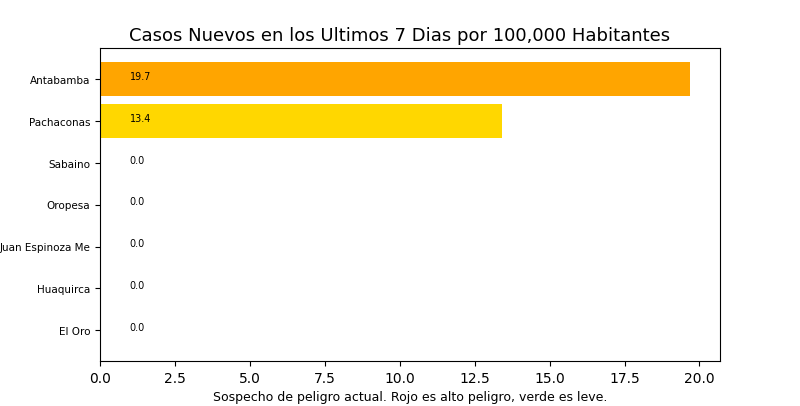 Casos Nuevos en los Ultimos 7 Dias por 100,000 Habitantes
Antabamba 19.7
Pachaconas 13.4
Sabaino 0.0
Oropesa 0.0
Juan Espinoza Me 0.0
Huaquirca 0.0
El Oro 0.0
0.0 2.5 5.0 7.5 10.0 12.5 15.0 17.5 20.0
Sospecho de peligro actual. Rojo es alto peligro, verde es leve.